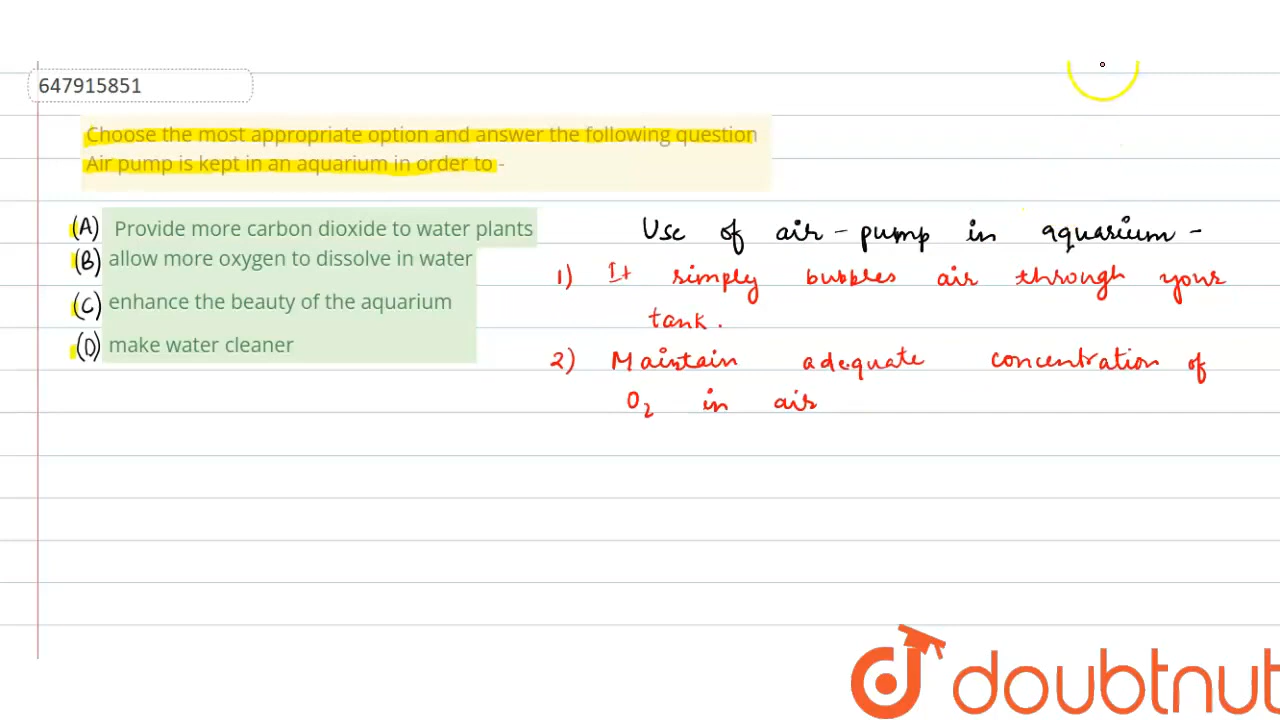 647915851
Choose the most appropriate option and answer the following question
Air pump is kept in an aquarium in order to -
(A) Provide more carbon dioxide to water plants
(B) allow more oxygen to dissolve in water
(C) enhance the beauty of the aquarium
(D) make water cleaner
Use of air - pump in aquarium -
1) It simply bubbles air through your
tank.
2) Maintain adequate concentration of
O2 in air
doubtnut